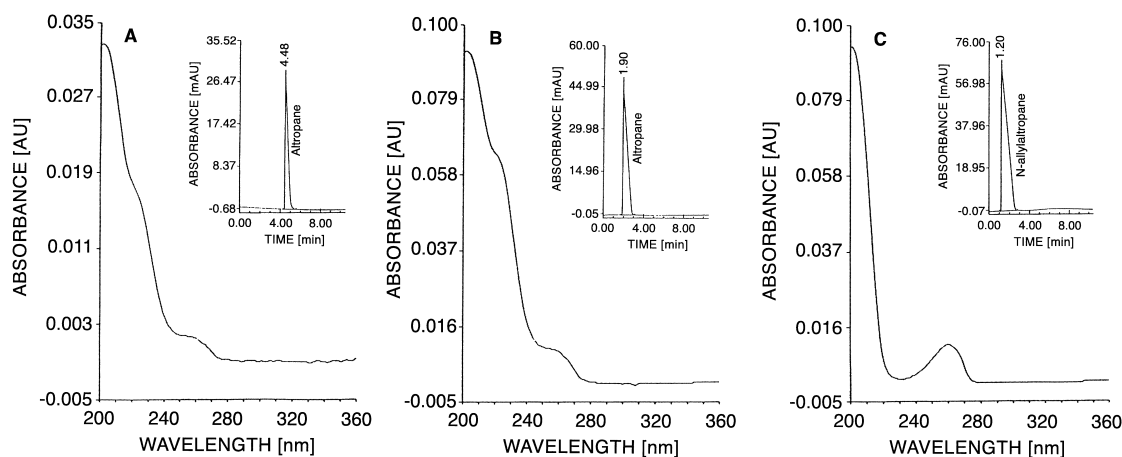 A
0.035
0.027
0.019
0.011
0.003
-0.005
ABSORBANCE [AU]
200 240 280 320 360
WAVELENGTH [nm]
35.52
26.47
17.42
8.37
-0.68
ABSORBANCE [mAU]
4.48
Altropane
0.00 4.00 8.00
TIME [min]
B
0.100
0.079
0.058
0.037
0.016
-0.005
ABSORBANCE [AU]
200 240 280 320 360
WAVELENGTH [nm]
60.00
44.99
29.98
14.96
-0.05
ABSORBANCE [mAU]
1.90
Altropane
0.00 4.00 8.00
TIME [min]
C
0.100
0.079
0.058
0.037
0.016
-0.005
ABSORBANCE [AU]
200 240 280 320 360
WAVELENGTH [nm]
76.00
56.98
37.96
18.95
-0.07
ABSORBANCE [mAU]
1.20
N-allylaltropane
0.00 4.00 8.00
TIME [min]